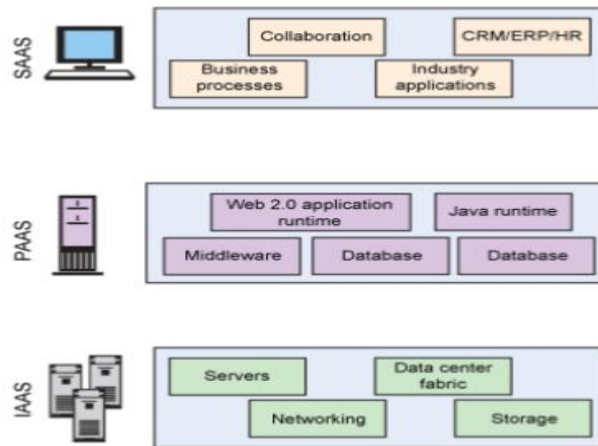 SAAS
Collaboration
CRM/ERP/HR
Business
processes
Industry
applications
PAAS
Web 2.0 application
runtime
Java runtime
Middleware
Database
Database
IAAS
Servers
Data center
fabric
Networking
Storage